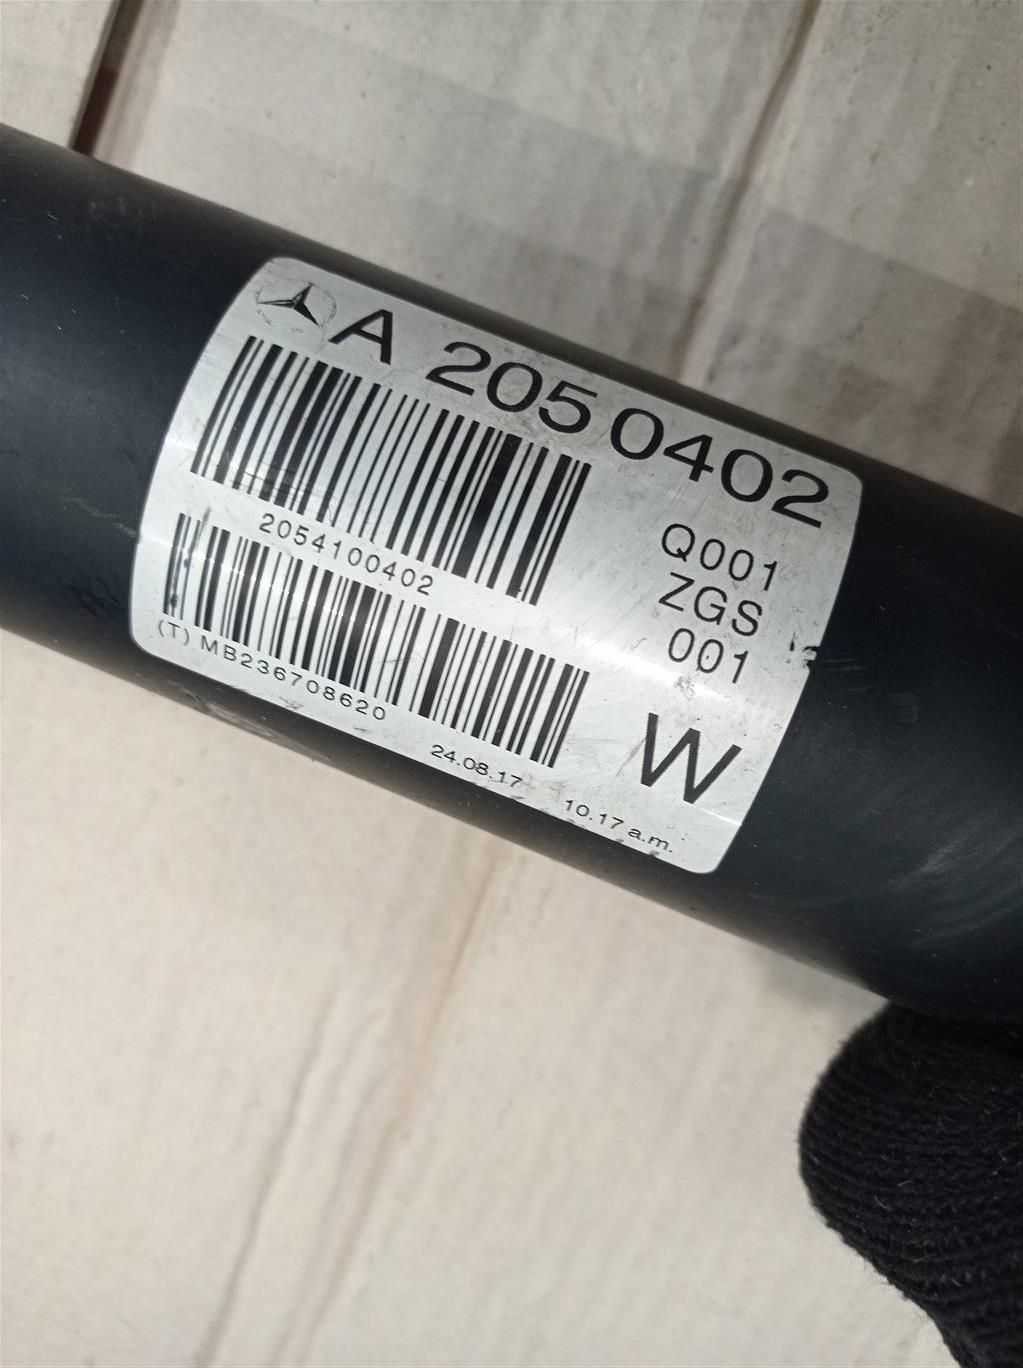 A 205 0402
2054100402
Q001
ZGS
001
(T) MB236708620
W
24.08.17 10.17 a.m.